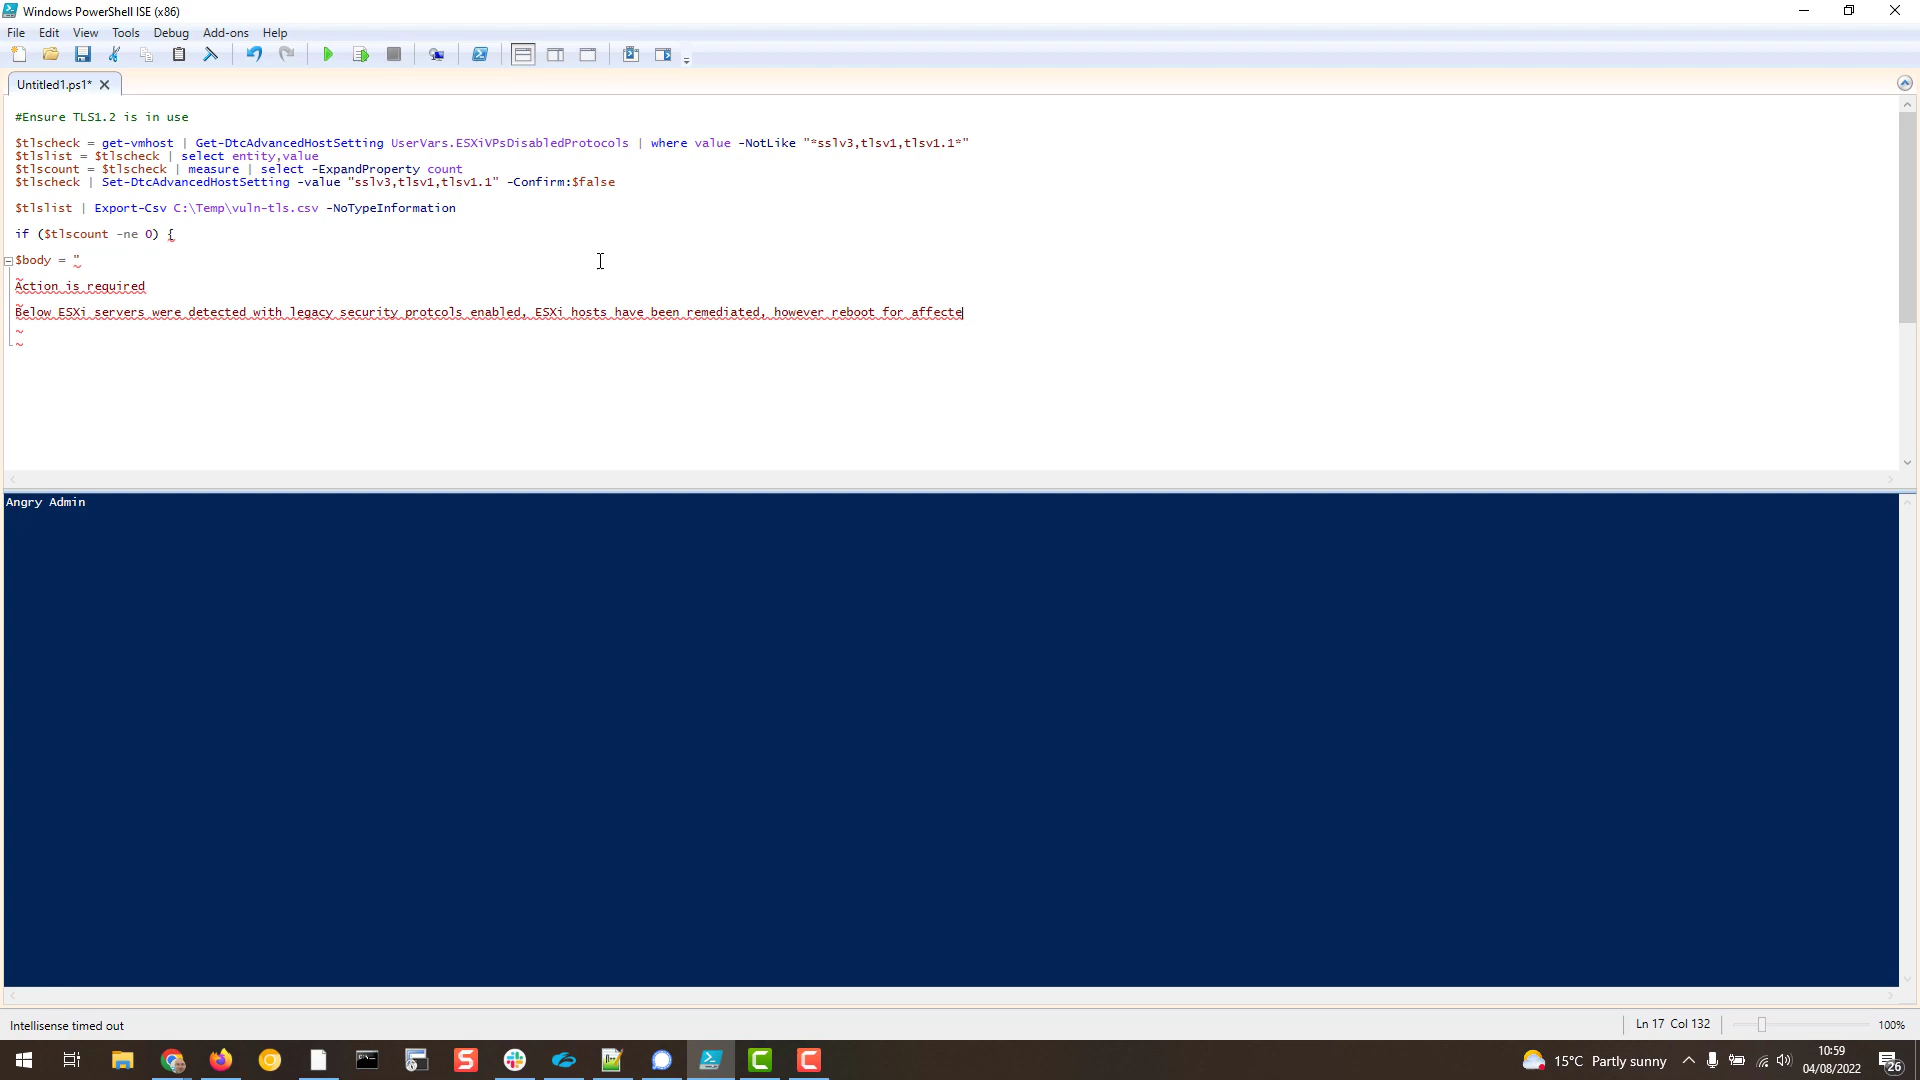 Windows PowerShell ISE (x86)
File Edit View Tools Debug Add-ons Help
Untitled1.ps1*
#Ensure TLS1.2 is in use
$tlscheck = get-vmhost | Get-DtcAdvancedHostSetting UserVars.ESXiVPsDisabledProtocols | where value -NotLike "*sslv3,tlsv1,tlsv1.1*"
$tlslist = $tlscheck | select entity,value
$tlscount = $tlscheck | measure | select -ExpandProperty count
$tlscheck | Set-DtcAdvancedHostSetting -value "sslv3,tlsv1,tlsv1.1" -Confirm:$false
$tlslist | Export-Csv C:\Temp\vuln-tls.csv -NoTypeInformation
if ($tlscount -ne 0) {
$body = "
Action is required
Below ESXi servers were detected with legacy security protcols enabled, ESXi hosts have been remediated, however reboot for affecte
Angry Admin
Intellisense timed out
Ln 17 Col 132
100%
15°C Partly sunny
10:59
04/08/2022
26